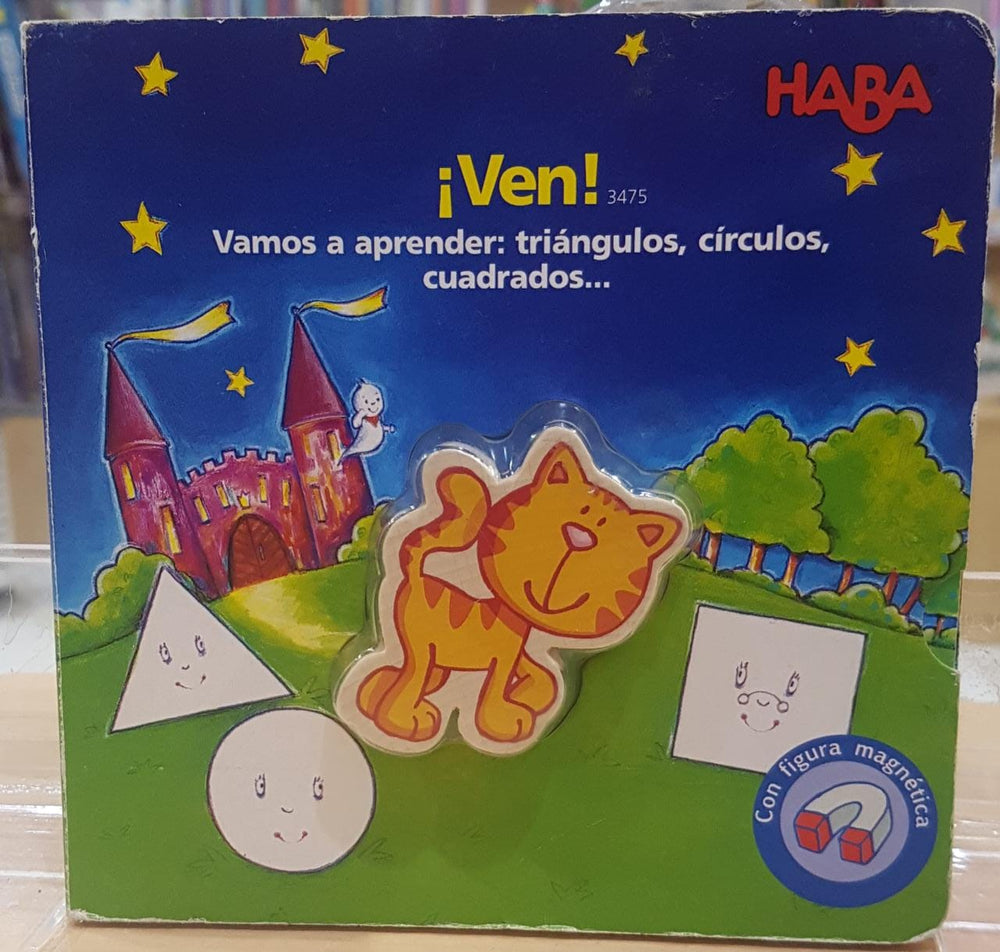 HABA
¡Ven! 3475
Vamos a aprender: triángulos, círculos,
cuadrados...
Con figura magnética